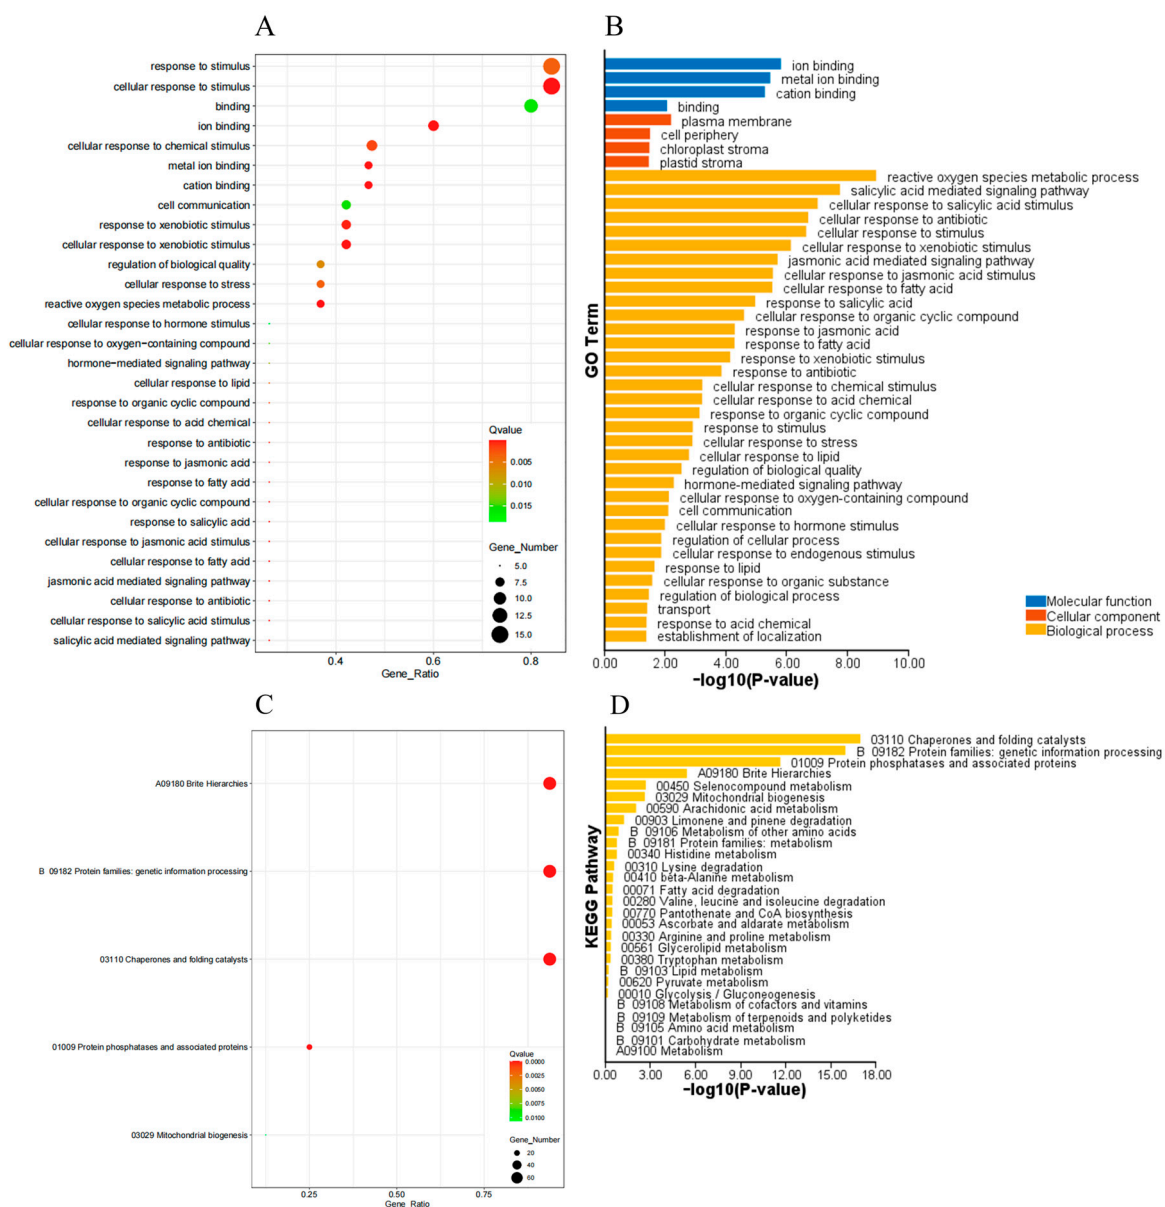 A
response to stimulus
cellular response to stimulus
binding
ion binding
cellular response to chemical stimulus
metal ion binding
cation binding
cell communication
response to xenobiotic stimulus
cellular response to xenobiotic stimulus
regulation of biological quality
cellular response to stress
reactive oxygen species metabolic process
cellular response to hormone stimulus
cellular response to oxygen−containing compound
hormone−mediated signaling pathway
cellular response to lipid
response to organic cyclic compound
cellular response to acid chemical
response to antibiotic
response to jasmonic acid
response to fatty acid
cellular response to organic cyclic compound
response to salicylic acid
cellular response to jasmonic acid stimulus
cellular response to fatty acid
jasmonic acid mediated signaling pathway
cellular response to antibiotic
cellular response to salicylic acid stimulus
salicylic acid mediated signaling pathway
Qvalue
0.005
0.010
0.015
Gene_Number
5.0
7.5
10.0
12.5
15.0
0.4 0.6 0.8
Gene_Ratio
B
GO Term
ion binding
metal ion binding
cation binding
binding
plasma membrane
cell periphery
chloroplast stroma
plastid stroma
reactive oxygen species metabolic process
salicylic acid mediated signaling pathway
cellular response to salicylic acid stimulus
cellular response to antibiotic
cellular response to stimulus
cellular response to xenobiotic stimulus
jasmonic acid mediated signaling pathway
cellular response to jasmonic acid stimulus
cellular response to fatty acid
response to salicylic acid
cellular response to organic cyclic compound
response to jasmonic acid
response to fatty acid
response to xenobiotic stimulus
response to antibiotic
cellular response to chemical stimulus
cellular response to acid chemical
response to organic cyclic compound
response to stimulus
cellular response to stress
cellular response to lipid
regulation of biological quality
hormone-mediated signaling pathway
cellular response to oxygen-containing compound
cell communication
cellular response to hormone stimulus
regulation of cellular process
cellular response to endogenous stimulus
response to lipid
cellular response to organic substance
regulation of biological process
transport
response to acid chemical
establishment of localization
Molecular function
Cellular component
Biological process
0.00 2.00 4.00 6.00 8.00 10.00
−log10(P-value)
C
A09180 Brite Hierarchies
B 09182 Protein families: genetic information processing
03110 Chaperones and folding catalysts
01009 Protein phosphatases and associated proteins
03029 Mitochondrial biogenesis
Qvalue
0.0000
0.0025
0.0050
0.0075
0.0100
Gene_Number
20
40
60
0.25 0.50 0.75
Gene_Ratio
D
KEGG Pathway
03110 Chaperones and folding catalysts
B 09182 Protein families: genetic information processing
01009 Protein phosphatases and associated proteins
A09180 Brite Hierarchies
00450 Selenocompound metabolism
03029 Mitochondrial biogenesis
00590 Arachidonic acid metabolism
00903 Limonene and pinene degradation
B 09106 Metabolism of other amino acids
B 09181 Protein families: metabolism
00340 Histidine metabolism
00310 Lysine degradation
00410 beta-Alanine metabolism
00071 Fatty acid degradation
00280 Valine, leucine and isoleucine degradation
00770 Pantothenate and CoA biosynthesis
00053 Ascorbate and aldarate metabolism
00330 Arginine and proline metabolism
00561 Glycerolipid metabolism
00380 Tryptophan metabolism
B 09103 Lipid metabolism
00620 Pyruvate metabolism
00010 Glycolysis / Gluconeogenesis
B 09108 Metabolism of cofactors and vitamins
B 09109 Metabolism of terpenoids and polyketides
B 09105 Amino acid metabolism
B 09101 Carbohydrate metabolism
A09100 Metabolism
0.00 3.00 6.00 9.00 12.00 15.00 18.00
−log10(P-value)